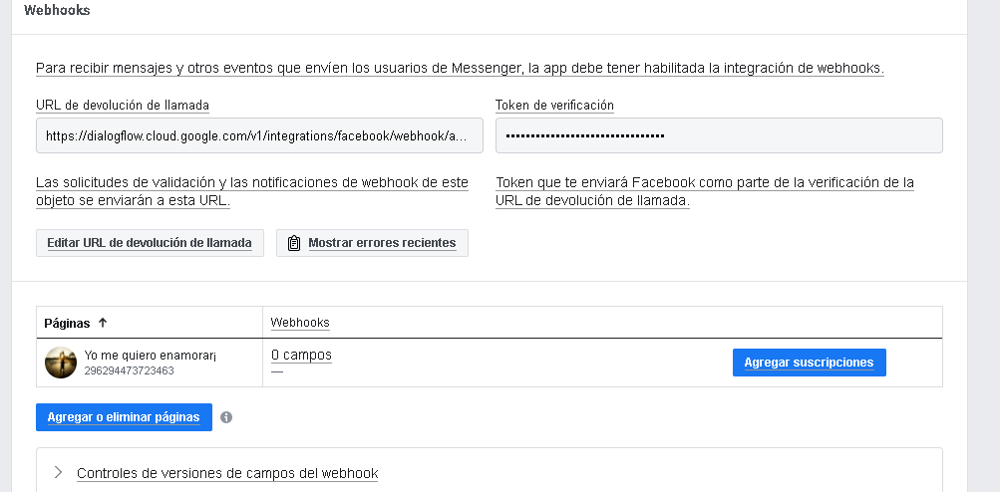 Webhooks
Para recibir mensajes y otros eventos que envíen los usuarios de Messenger, la app debe tener habilitada la integración de webhooks.
URL de devolución de llamada
Token de verificación
https://dialogflow.cloud.google.com/v1/integrations/facebook/webhook/a...
••••••••••••••••••••••••••••••••
Las solicitudes de validación y las notificaciones de webhook de este
objeto se enviarán a esta URL.
Token que te enviará Facebook como parte de la verificación de la
URL de devolución de llamada.
Editar URL de devolución de llamada
Mostrar errores recientes
Páginas ↑
Webhooks
Yo me quiero enamorar¡
296294473723463
0 campos
—
Agregar suscripciones
Agregar o eliminar páginas
Controles de versiones de campos del webhook